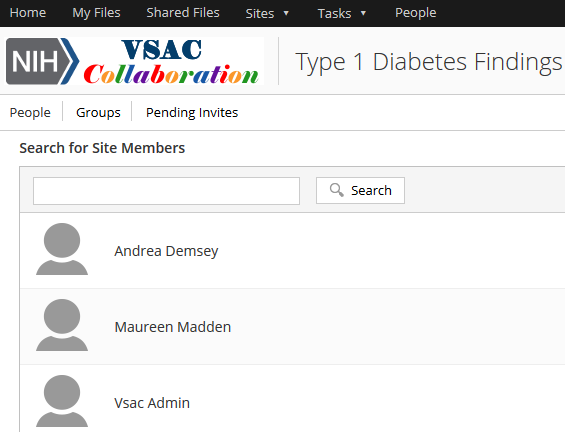 Home My Files Shared Files Sites Tasks People
NIH VSAC
Collaboration
Type 1 Diabetes Findings
People Groups Pending Invites
Search for Site Members
Search
Andrea Demsey
Maureen Madden
Vsac Admin